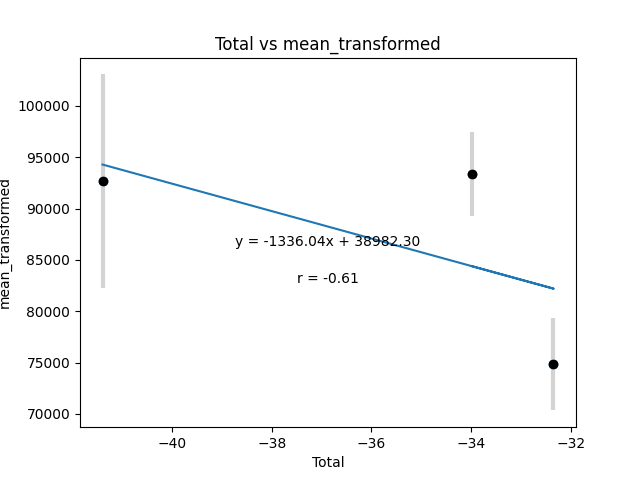 Total vs mean_transformed
mean_transformed
100000
95000
90000
85000
80000
75000
70000
y = -1336.04x + 38982.30
r = -0.61
−40
−38
−36
−34
−32
Total